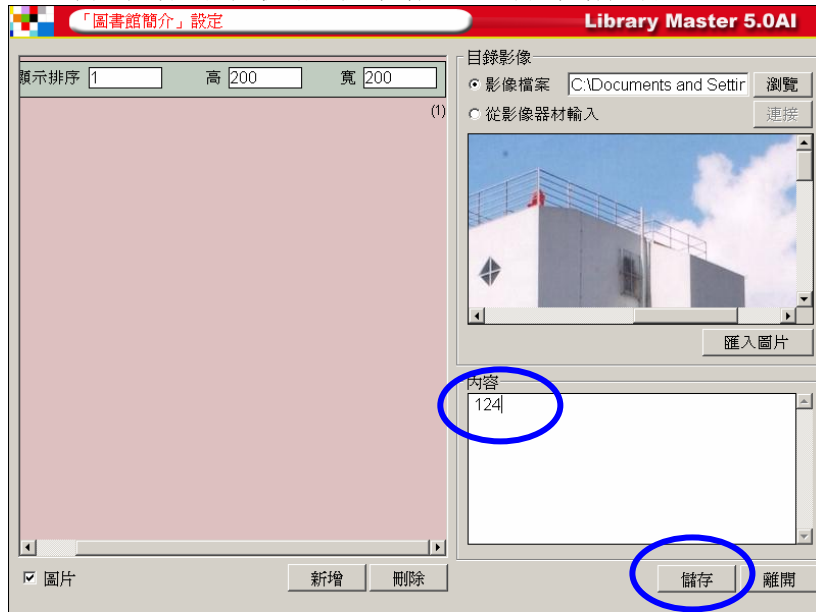 「圖書館簡介」設定
Library Master 5.0AI
顯示排序 1 高 200 寬 200
(1)
目錄影像
影像檔案 C:\Documents and Settir 瀏覽
從影像器材輸入 連接
匯入圖片
內容
124
圖片 新增 刪除
儲存 離開